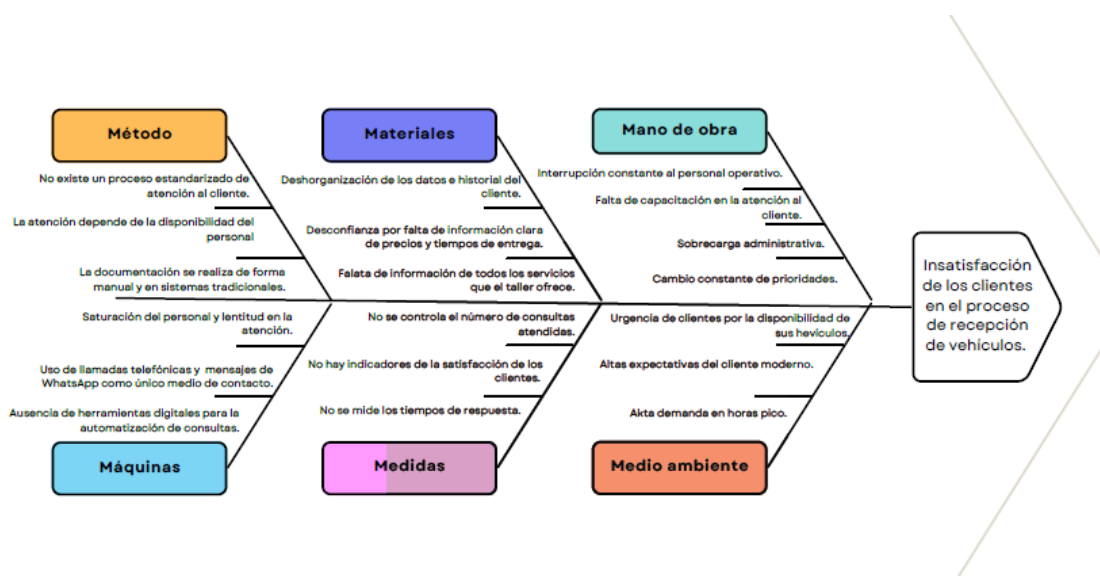 Método
No existe un proceso estandarizado de
atención al cliente.
La atención depende de la disponibilidad del
personal
La documentación se realiza de forma
manual y en sistemas tradicionales.
Materiales
Deshorganización de los datos e historial del
cliente.
Desconfianza por falta de información clara
de precios y tiempos de entrega.
Falata de información de todos los servicios
que el taller ofrece.
Mano de obra
Interrupción constante al personal operativo.
Falta de capacitación en la atención al
cliente.
Sobrecarga administrativa.
Cambio constante de prioridades.
Saturación del personal y lentitud en la
atención.
Uso de llamadas telefónicas y mensajes de
WhatsApp como único medio de contacto.
Ausencia de herramientas digitales para la
automatización de consultas.
Máquinas
No se controla el número de consultas
atendidas.
No hay indicadores de la satisfacción de los
clientes.
No se mide los tiempos de respuesta.
Medidas
Urgencia de clientes por la disponibilidad de
sus hevículos.
Altas expectativas del cliente moderno.
Akta demanda en horas pico.
Medio ambiente
Insatisfacción
de los clientes
en el proceso
de recepción
de vehículos.